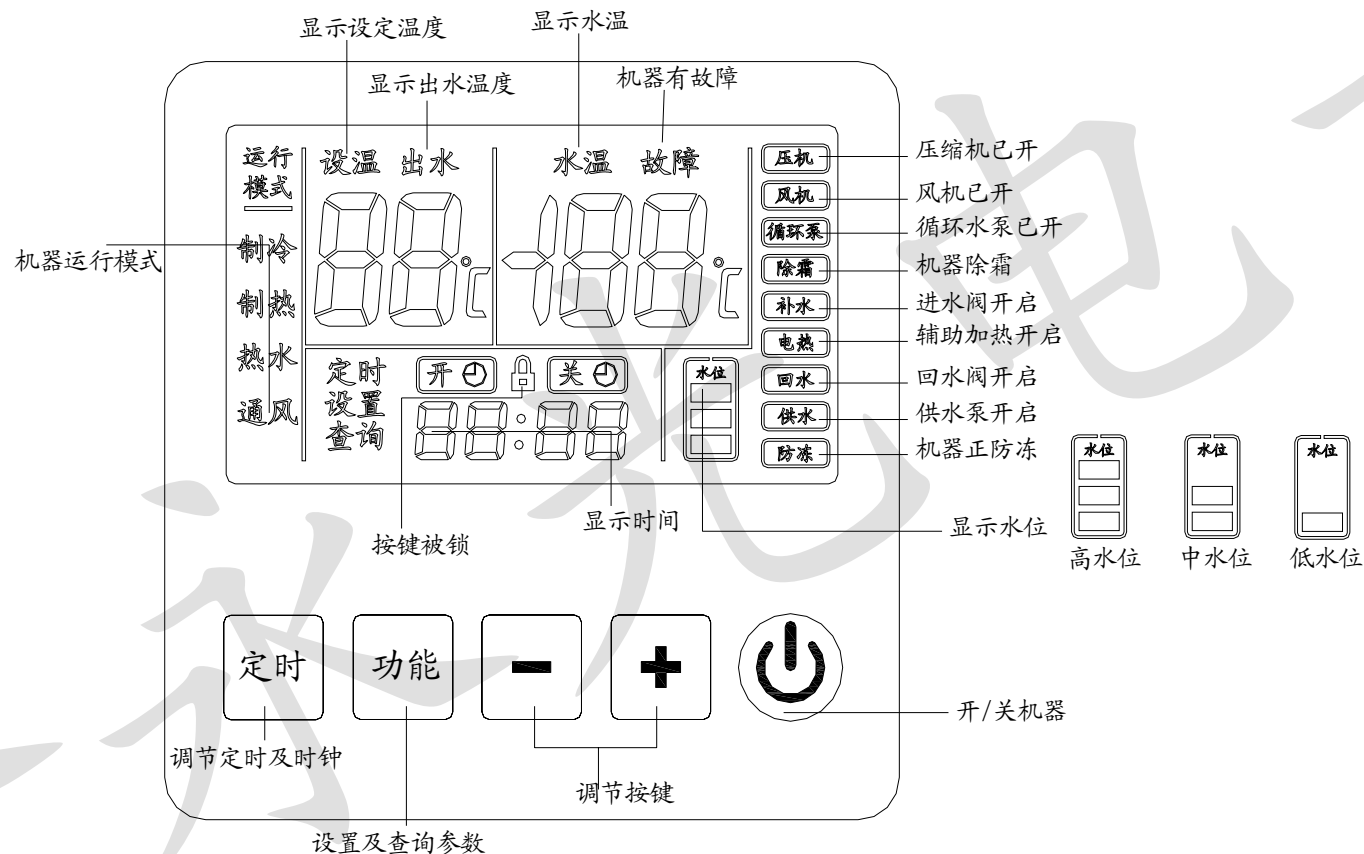 显示设定温度
显示水温
显示出水温度
机器有故障
运行
模式
设温 出水
水温 故障
制冷
制热
热水
通风
机器运行模式
℃
℃
压机
压缩机已开
风机
风机已开
循环泵
循环水泵已开
除霜
机器除霜
补水
进水阀开启
电热
辅助加热开启
回水
回水阀开启
供水
供水泵开启
防冻
机器正防冻
定时
设置
查询
开
关
88:88
水位
显示时间
按键被锁
显示水位
水位
高水位
水位
中水位
水位
低水位
定时
功能
-
+
调节定时及时钟
设置及查询参数
调节按键
开/关机器
永光电